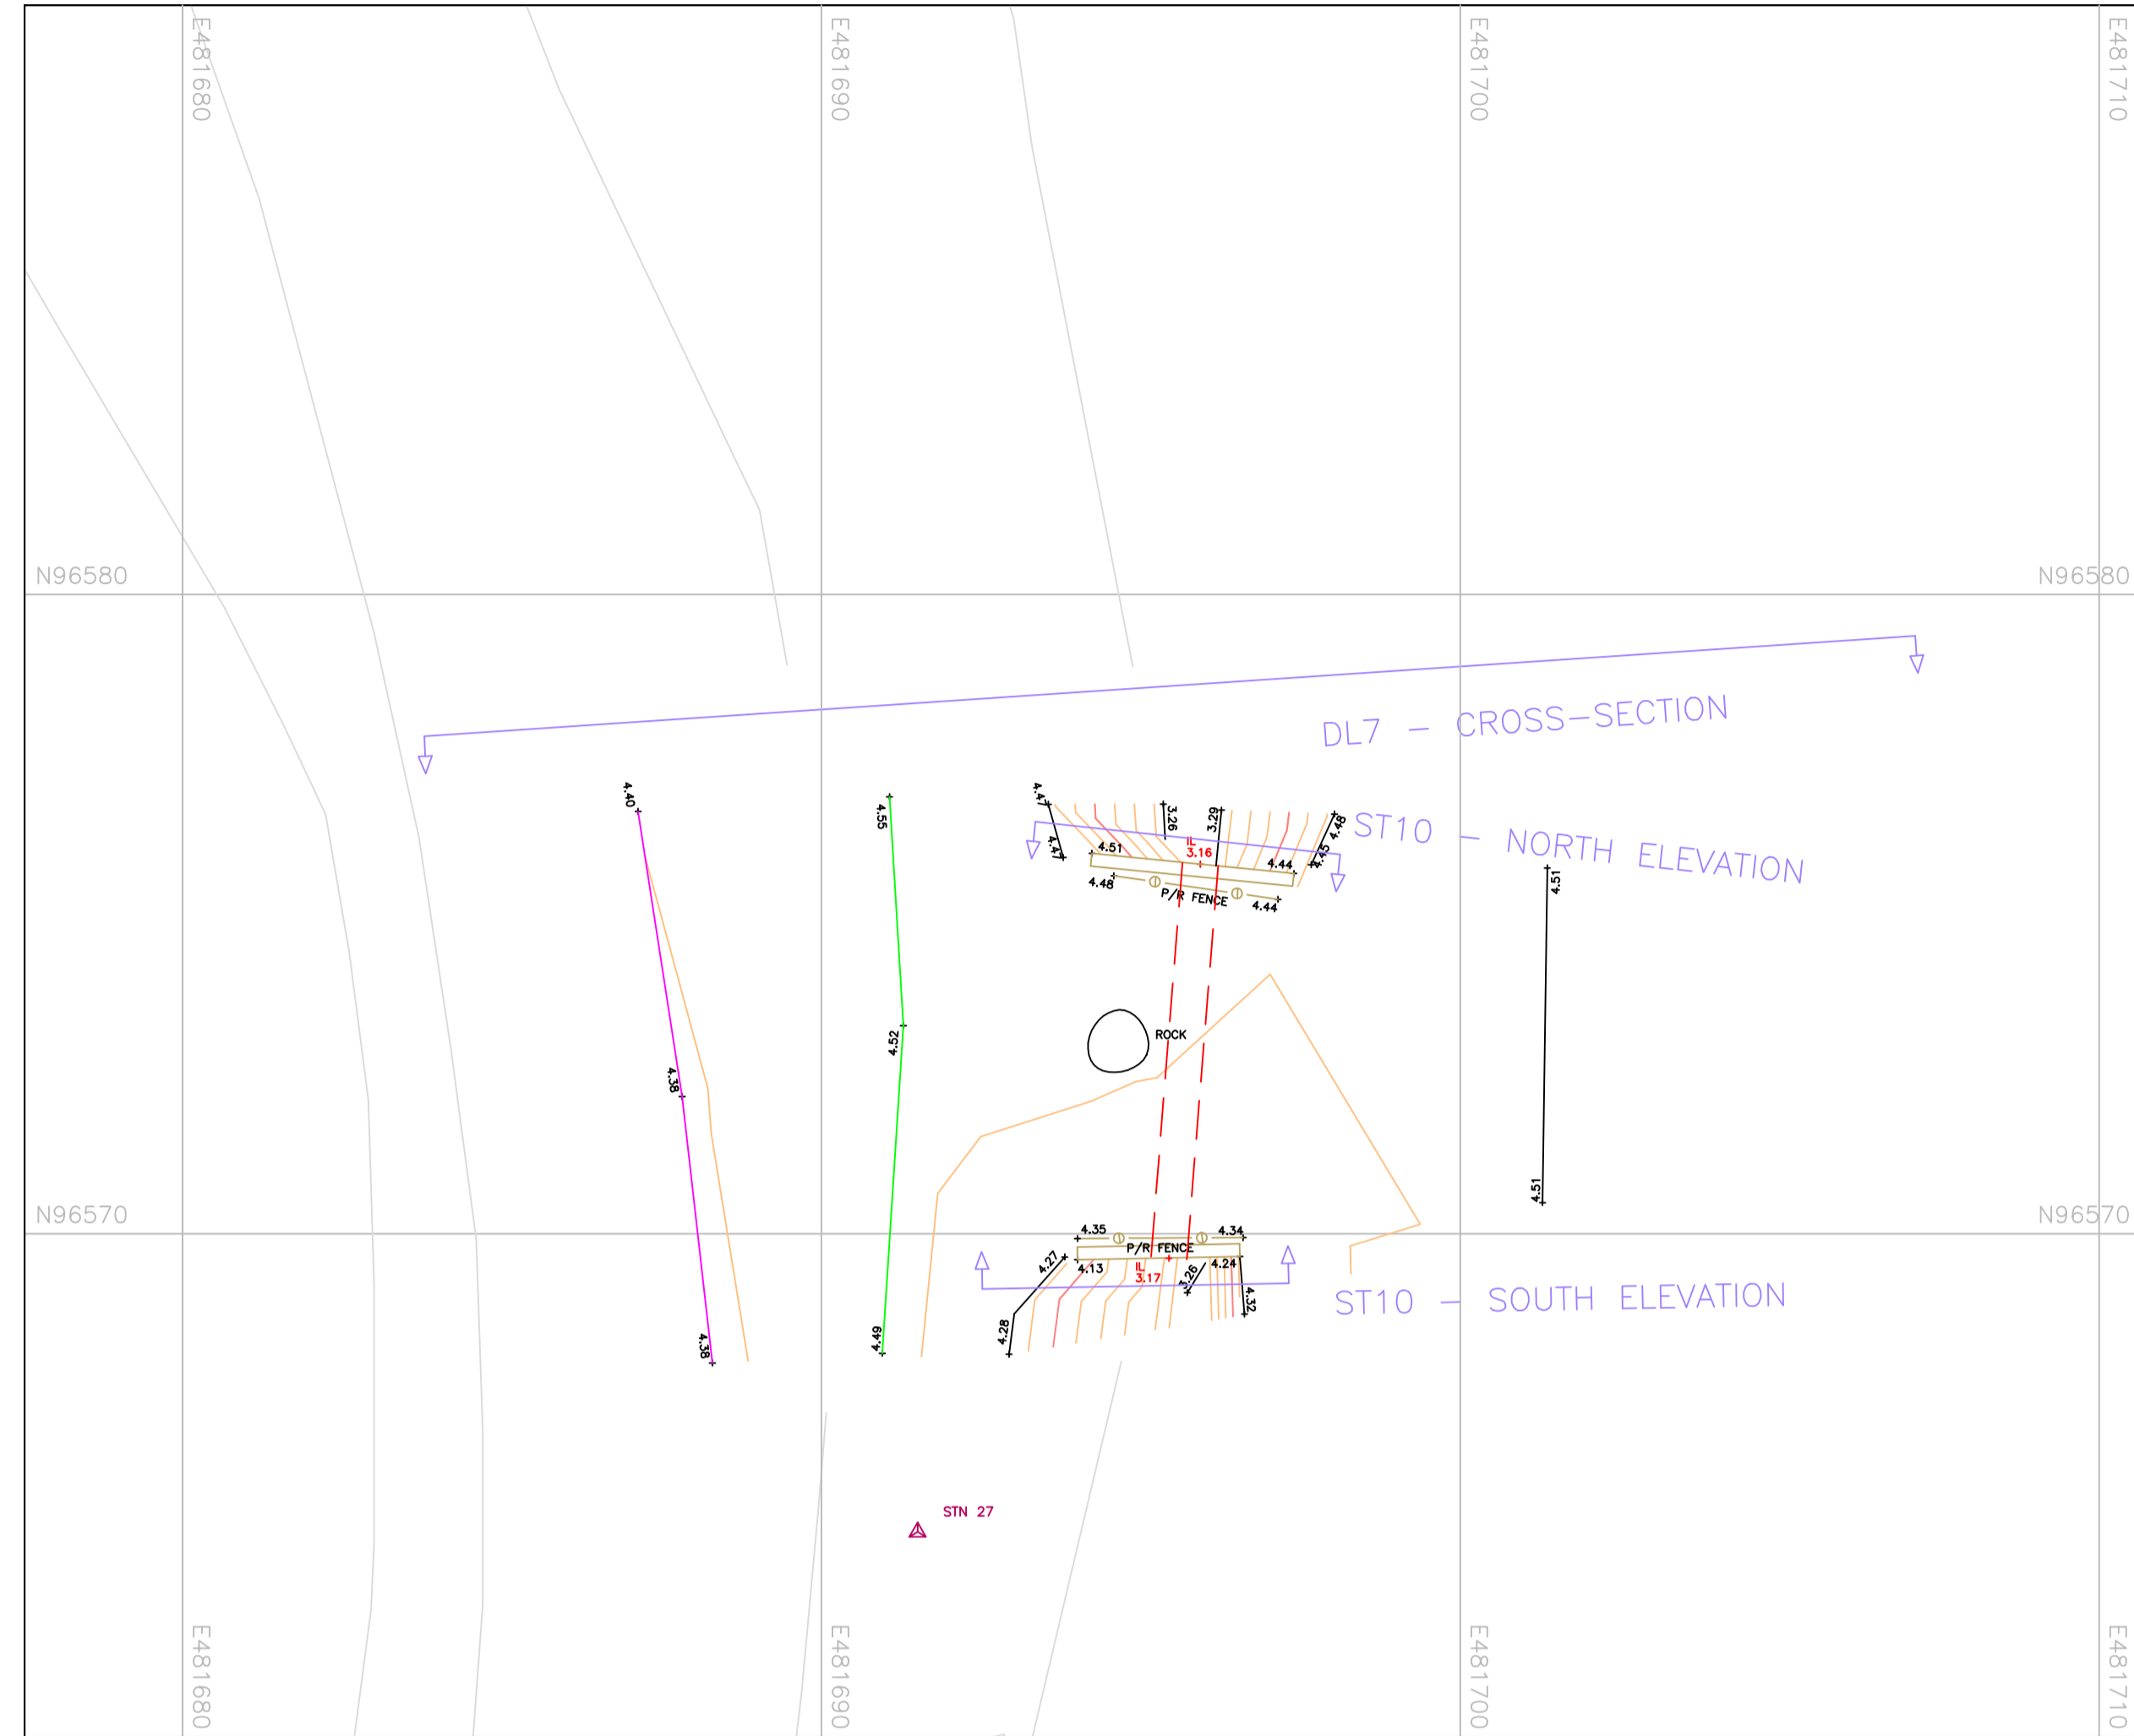 E481680
E481690
E481700
E481710
N96580
N96580
DL7 - CROSS-SECTION
4.40
4.55
4.47
3.26
3.29
4.48
ST10 - NORTH ELEVATION
4.47
4.51
IL
3.16
4.44
4.45
4.48
P/R FENCE
4.44
4.51
4.52
ROCK
4.38
4.51
N96570
N96570
4.35
4.34
4.27
P/R FENCE
4.13
IL
3.17
3.26
4.24
4.32
ST10 - SOUTH ELEVATION
4.28
4.49
4.38
STN 27
E481680
E481690
E481700
E481710